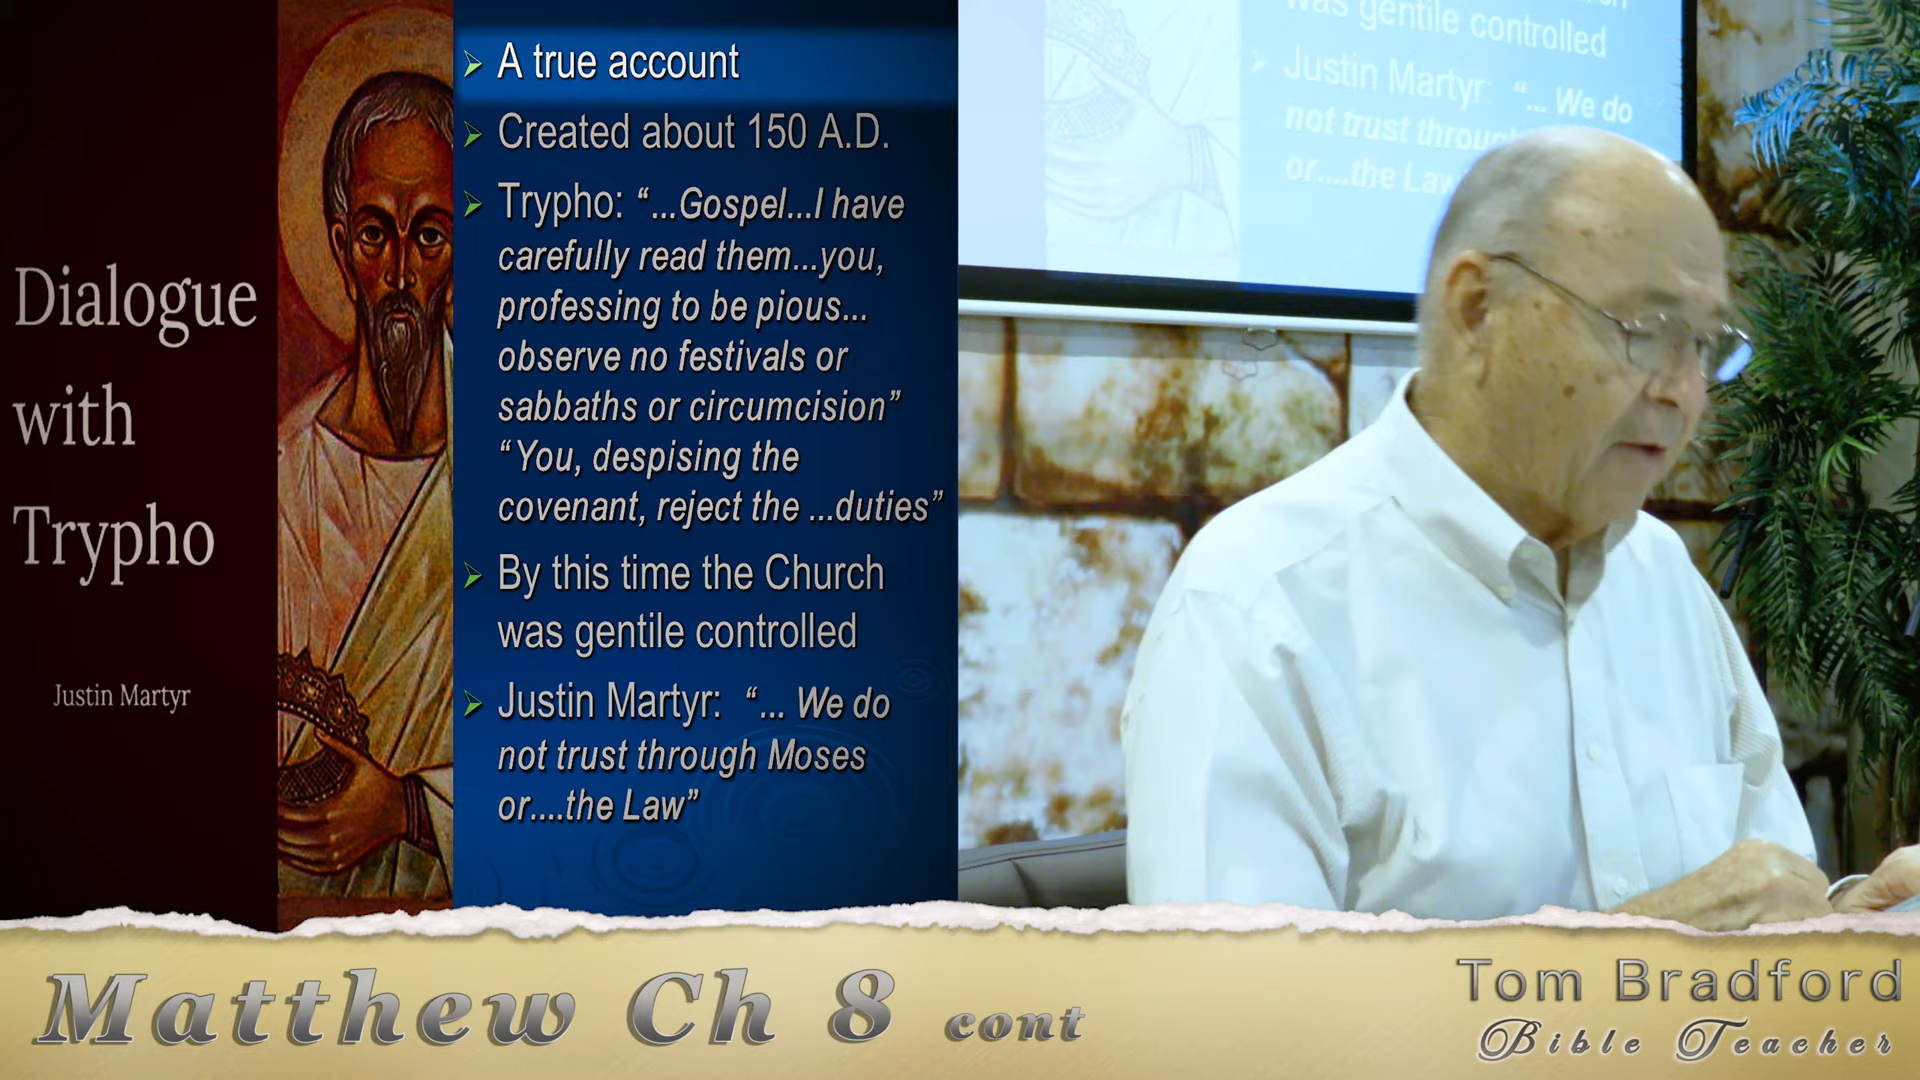 Dialogue
with
Trypho
Justin Martyr
A true account
Created about 150 A.D.
Trypho: “...Gospel...I have
carefully read them...you,
professing to be pious...
observe no festivals or
sabbaths or circumcision”
“You, despising the
covenant, reject the ...duties”
By this time the Church
was gentile controlled
Justin Martyr: “... We do
not trust through Moses
or....the Law”
was gentile controlled
Justin Martyr: “... We do
not trust through
or....the Law
Matthew Ch 8 cont
Tom Bradford
Bible Teacher